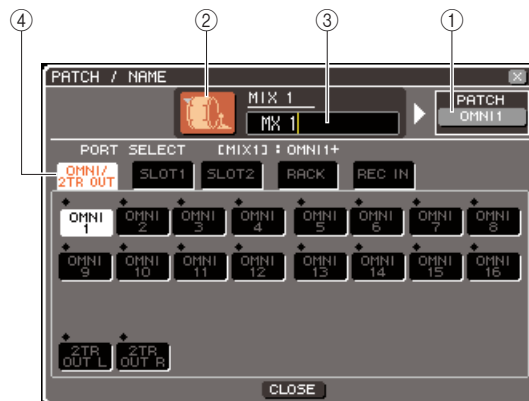 ④ ② ③ ①
PATCH / NAME
MIX 1
MX 1
PATCH
OMNI1
PORT SELECT [MIX1]:OMNI1+
OMNI/
2TR OUT
SLOT1 SLOT2 RACK REC IN
OMNI 1 OMNI 2 OMNI 3 OMNI 4 OMNI 5 OMNI 6 OMNI 7 OMNI 8
OMNI 9 OMNI 10 OMNI 11 OMNI 12 OMNI 13 OMNI 14 OMNI 15 OMNI 16
2TR OUT L 2TR OUT R
CLOSE